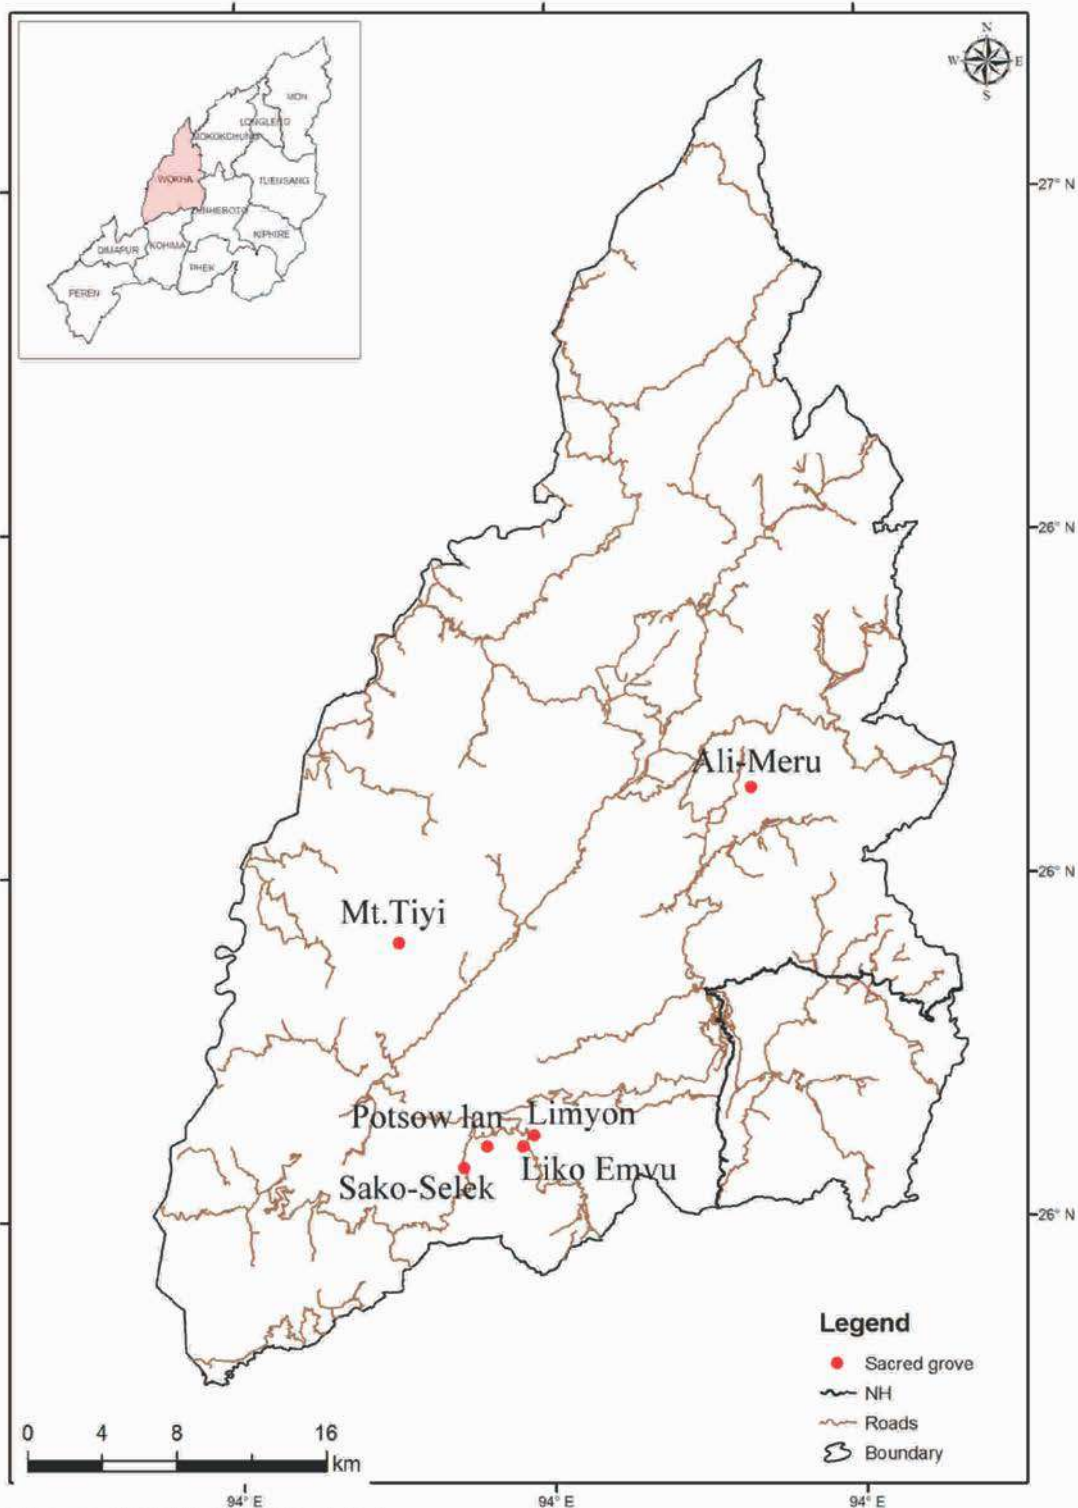 N
W E
S
MON
LONGLENG
MOKOKCHUNG
WOKHA
TUENSANG
ZUNHEBOTO
KIPHIRE
KOHIMA
DIMAPUR
PHEK
PEREN
27° N
26° N
Ali-Meru
26° N
Mt.Tiyi
Potsow lan
Limyon
Liko Emvu
Sako-Selek
26° N
Legend
Sacred grove
NH
Roads
Boundary
0 4 8 16
km
94° E 94° E 94° E